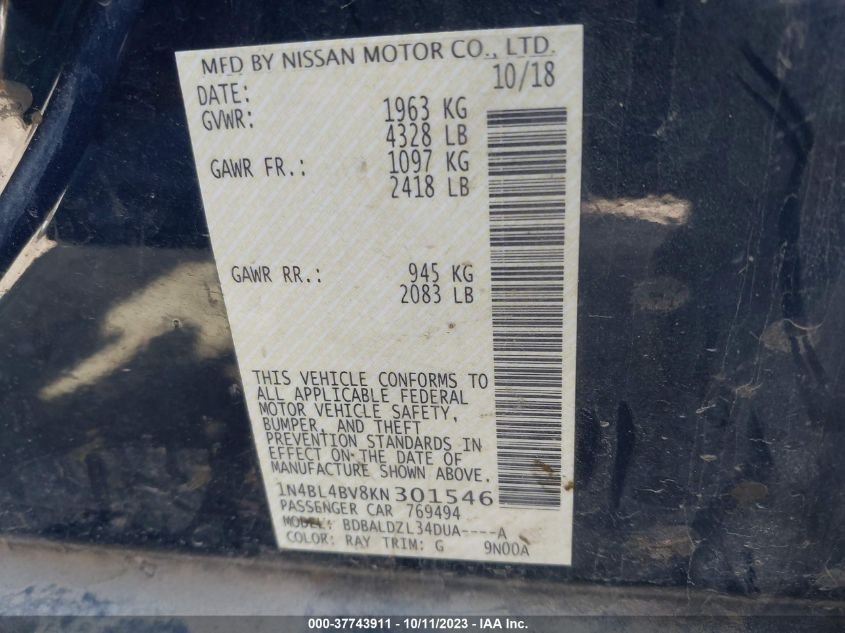 MFD BY NISSAN MOTOR CO., LTD.
DATE: 10/18
GVWR: 1963 KG
4328 LB
GAWR FR.: 1097 KG
2418 LB
GAWR RR.: 945 KG
2083 LB
THIS VEHICLE CONFORMS TO
ALL APPLICABLE FEDERAL
MOTOR VEHICLE SAFETY,
BUMPER, AND THEFT
PREVENTION STANDARDS IN
EFFECT ON THE DATE OF
MANUFACTURE SHOWN ABOVE.
1N4BL4BV8KN301546
PASSENGER CAR 769494
MODEL: BDBALDZL34DUA----A
COLOR: RAY TRIM: G 9N00A
000-37743911 - 10/11/2023 - IAA Inc.